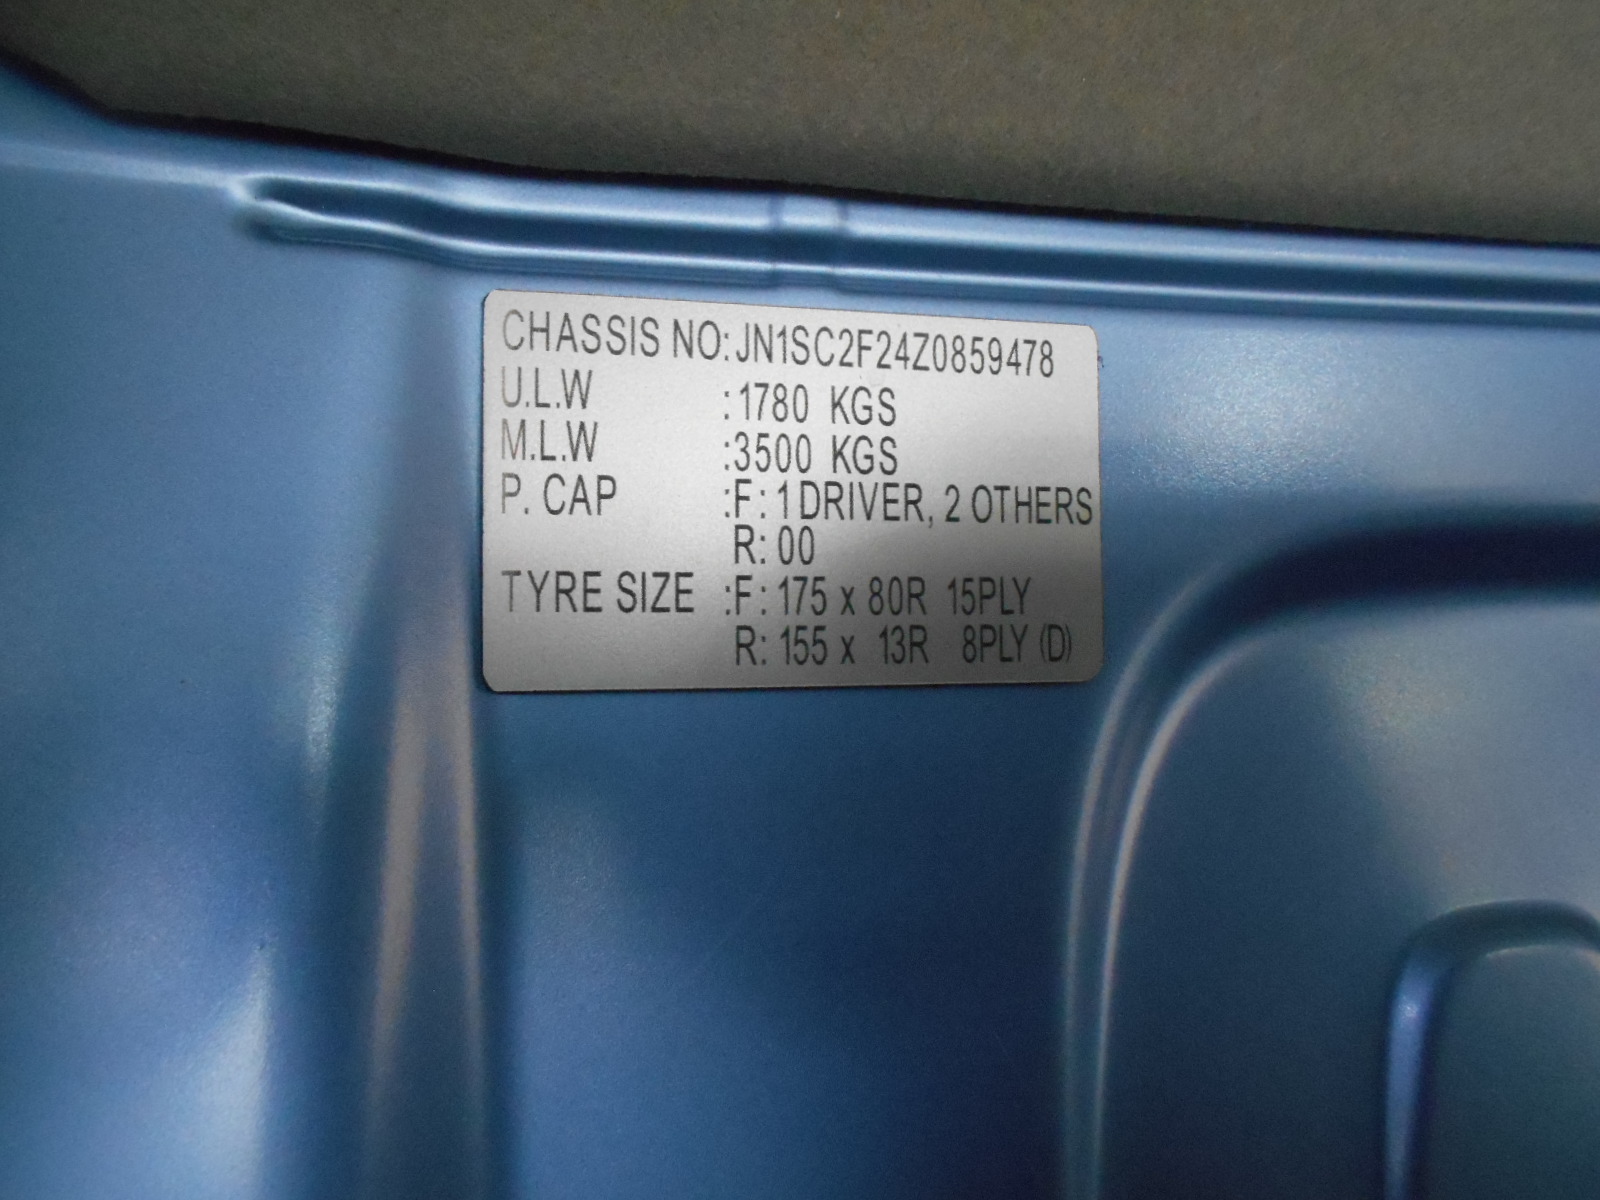 CHASSIS NO: JN1SC2F24Z0859478
U.L.W : 1780 KGS
M.L.W : 3500 KGS
P. CAP : F : 1 DRIVER, 2 OTHERS
R: 00
TYRE SIZE : F : 175 x 80R 15PLY
R: 155 x 13R 8PLY (D)